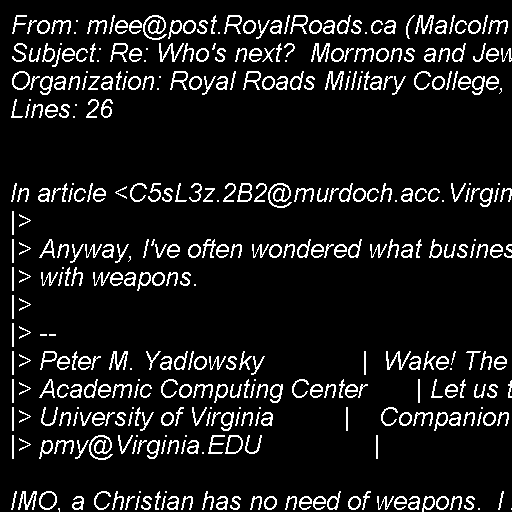 From: mlee@post.RoyalRoads.ca (Malcolm
Subject: Re: Who's next?  Mormons and Jew
Organization: Royal Roads Military College,
Lines: 26

In article <C5sL3z.2B2@murdoch.acc.Virgin
|>
|> Anyway, I've often wondered what busines
|> with weapons.
|>
|> --
|> Peter M. Yadlowsky             |  Wake! The
|> Academic Computing Center      | Let us t
|> University of Virginia         |    Companion
|> pmy@Virginia.EDU               |

IMO, a Christian has no need of weapons.  I